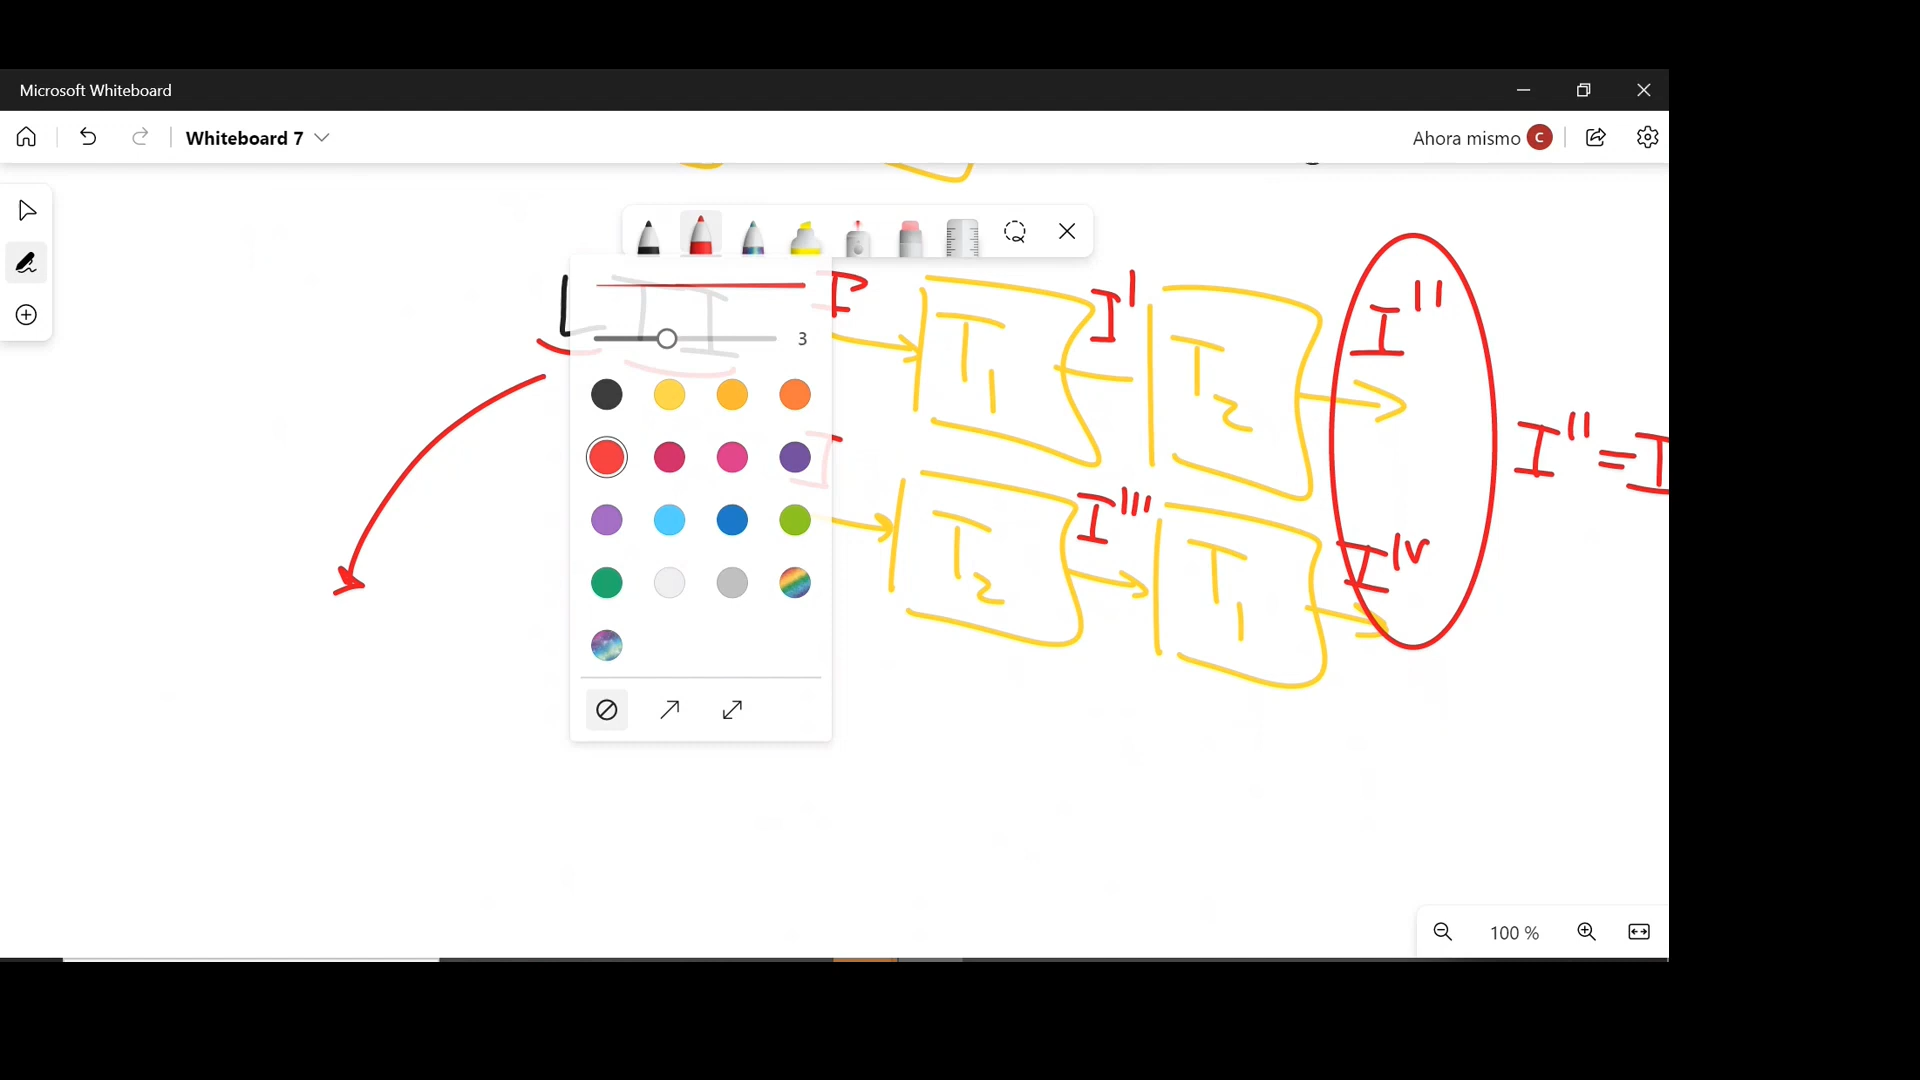 Microsoft Whiteboard
Whiteboard 7
Ahora mismo C
3
L T I
I
T1
I'
T2
I''
I'' = I
I
T2
I'''
T1
I'v
100 %